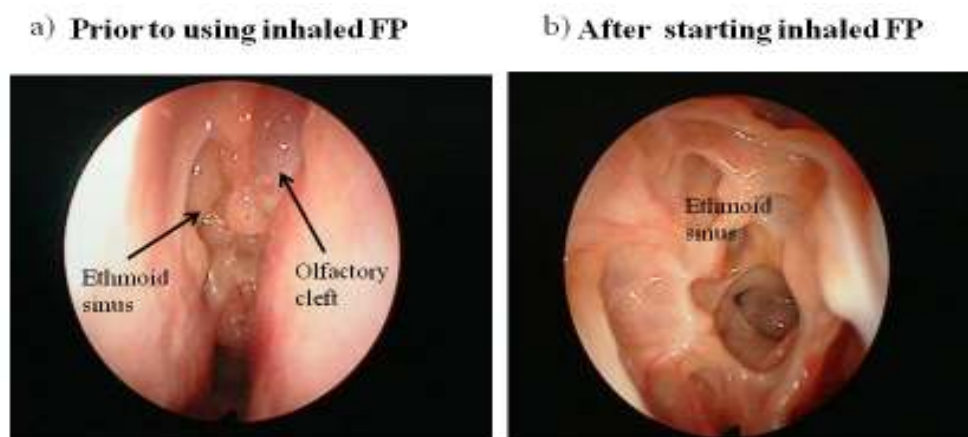 a) Prior to using inhaled FP
b) After starting inhaled FP
Ethmoid
sinus
Olfactory
cleft
Ethmoid
sinus